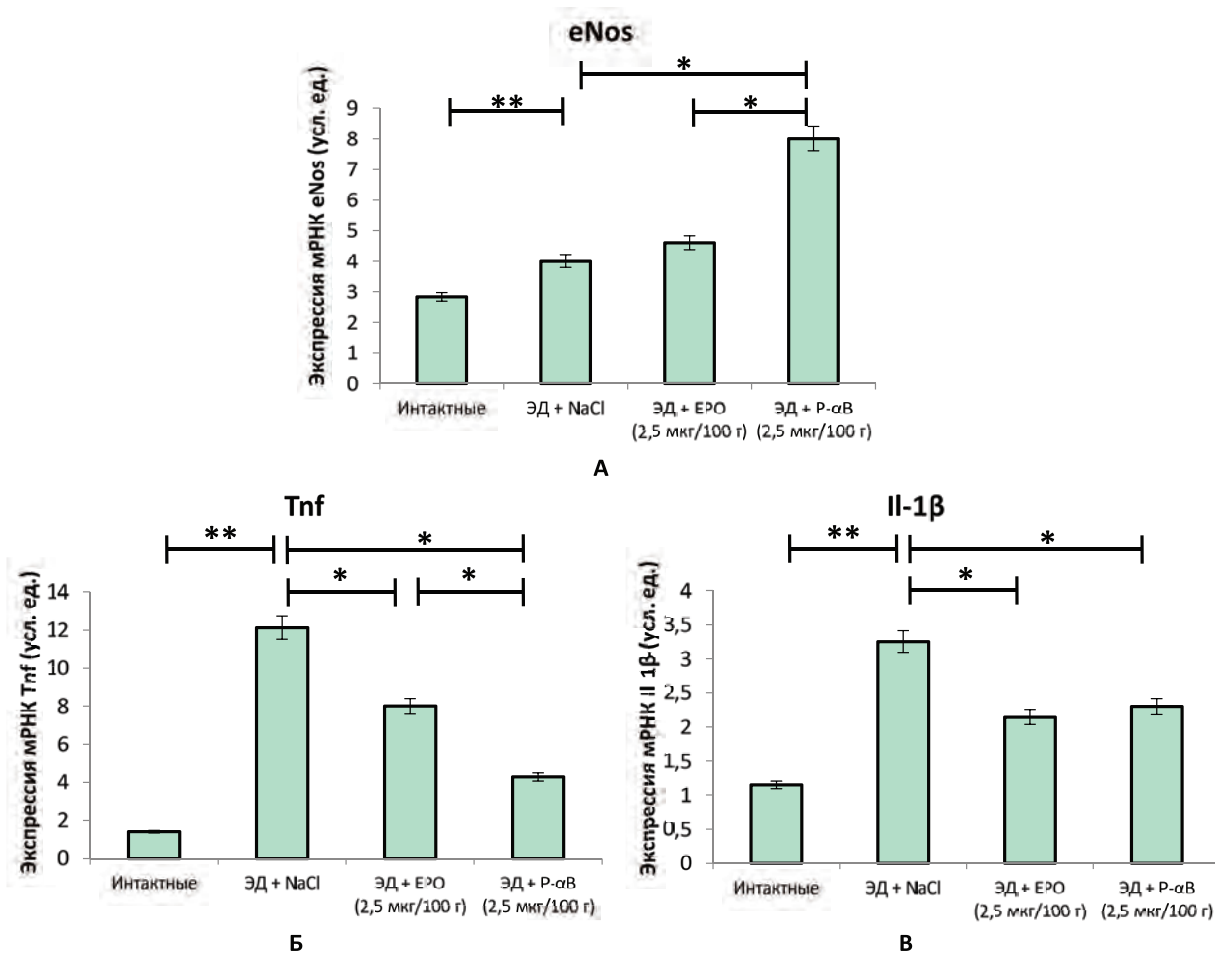 eNos
*
**
*
Экспрессия мРНК eNos (усл. ед.)
9
8
7
6
5
4
3
2
1
0
Интактные
ЭД + NaCl
ЭД + EPO
(2,5 мкг/100 г)
ЭД + P-αB
(2,5 мкг/100 г)
А
Tnf
**
*
*
*
Экспрессия мРНК Tnf (усл. ед.)
14
12
10
8
6
4
2
0
Интактные
ЭД + NaCl
ЭД + EPO
(2,5 мкг/100 г)
ЭД + P-αB
(2,5 мкг/100 г)
Б
Il-1β
**
*
*
Экспрессия мРНК Il 1β (усл. ед.)
4
3,5
3
2,5
2
1,5
1
0,5
0
Интактные
ЭД + NaCl
ЭД + EPO
(2,5 мкг/100 г)
ЭД + P-αB
(2,5 мкг/100 г)
В